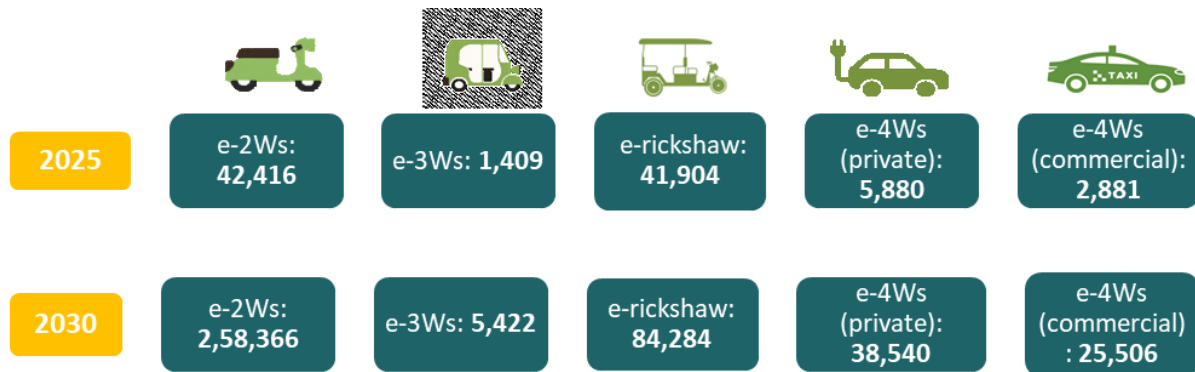 TAXI
2025
e-2Ws:
42,416
e-3Ws: 1,409
e-rickshaw:
41,904
e-4Ws
(private):
5,880
e-4Ws
(commercial):
2,881
2030
e-2Ws:
2,58,366
e-3Ws: 5,422
e-rickshaw:
84,284
e-4Ws
(private):
38,540
e-4Ws
(commercial)
: 25,506